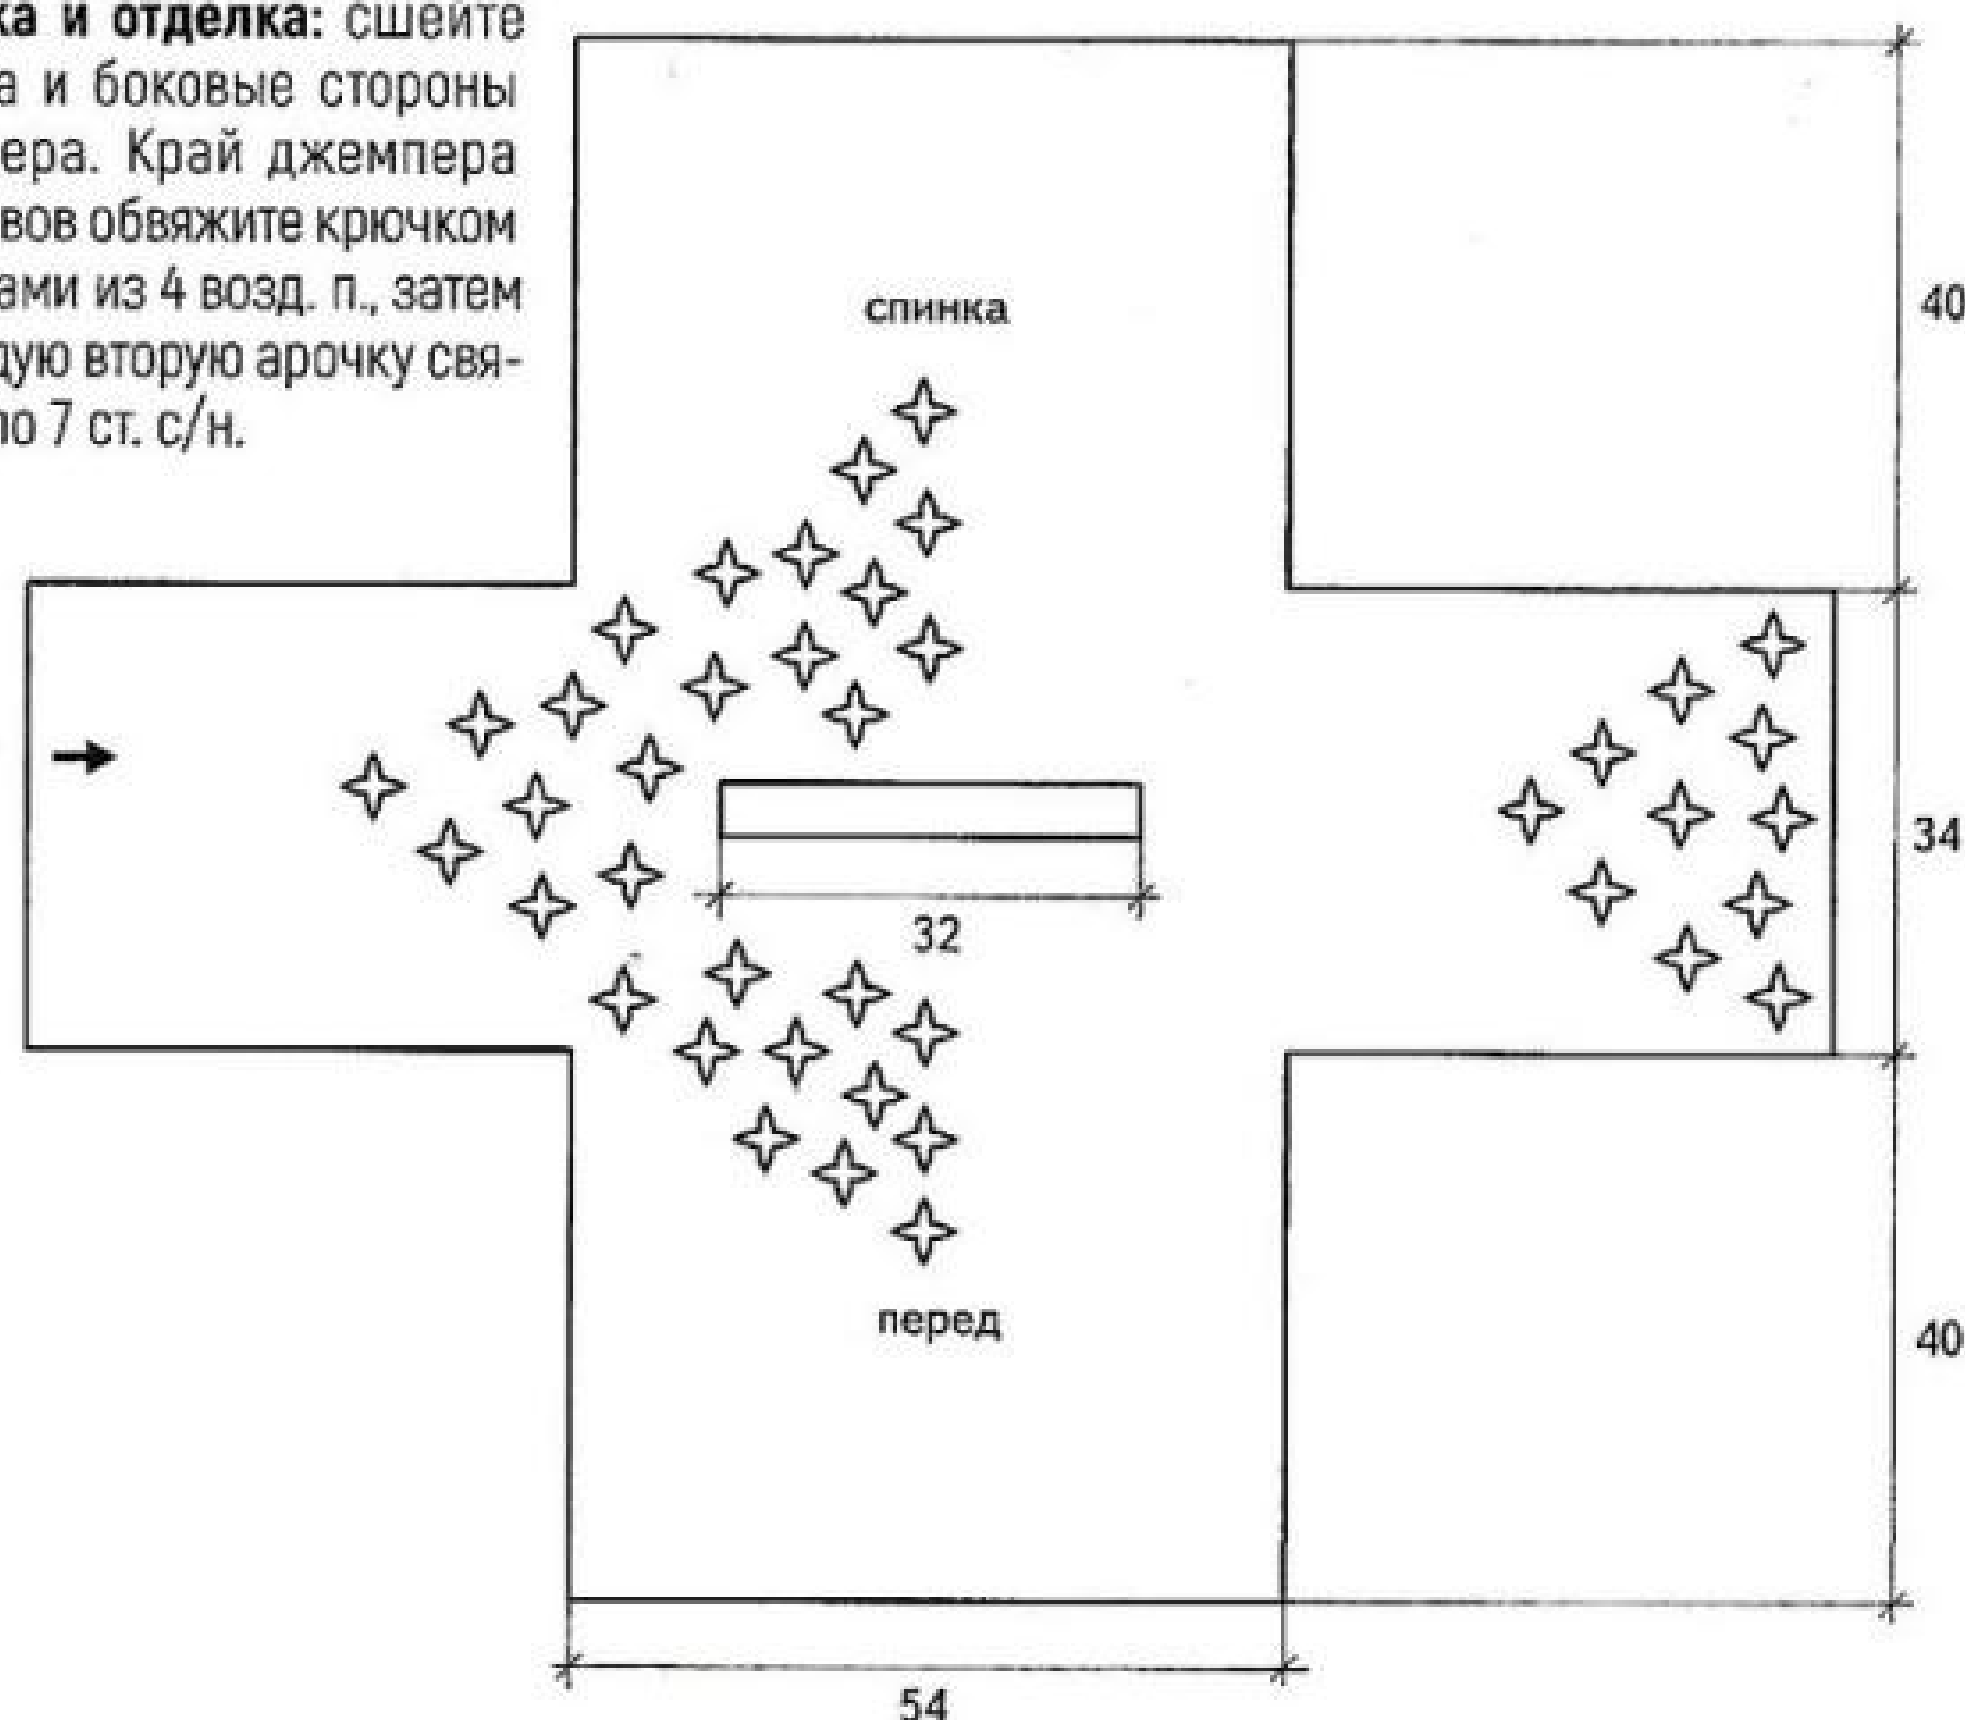 ка и отделка: сшейте
а и боковые стороны
ера. Край джемпера
вов обвяжите крючком
ами из 4 возд. п., затем
дую вторую арочку свя-
по 7 ст. с/н.
спинка
40
34
32
перед
40
54